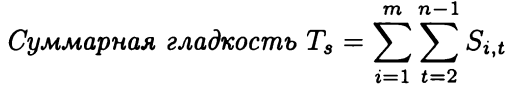 Суммарная гладкость $T_s = \sum_{i=1}^{m} \sum_{t=2}^{n-1} S_{i,t}$